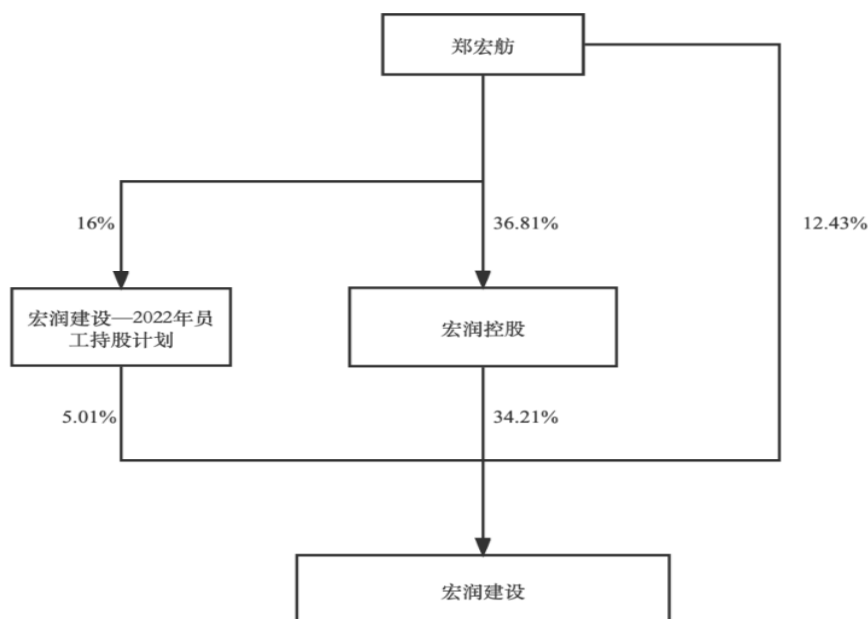 郑宏舫
16%
36.81%
12.43%
宏润建设—2022年员
工持股计划
宏润控股
5.01%
34.21%
宏润建设